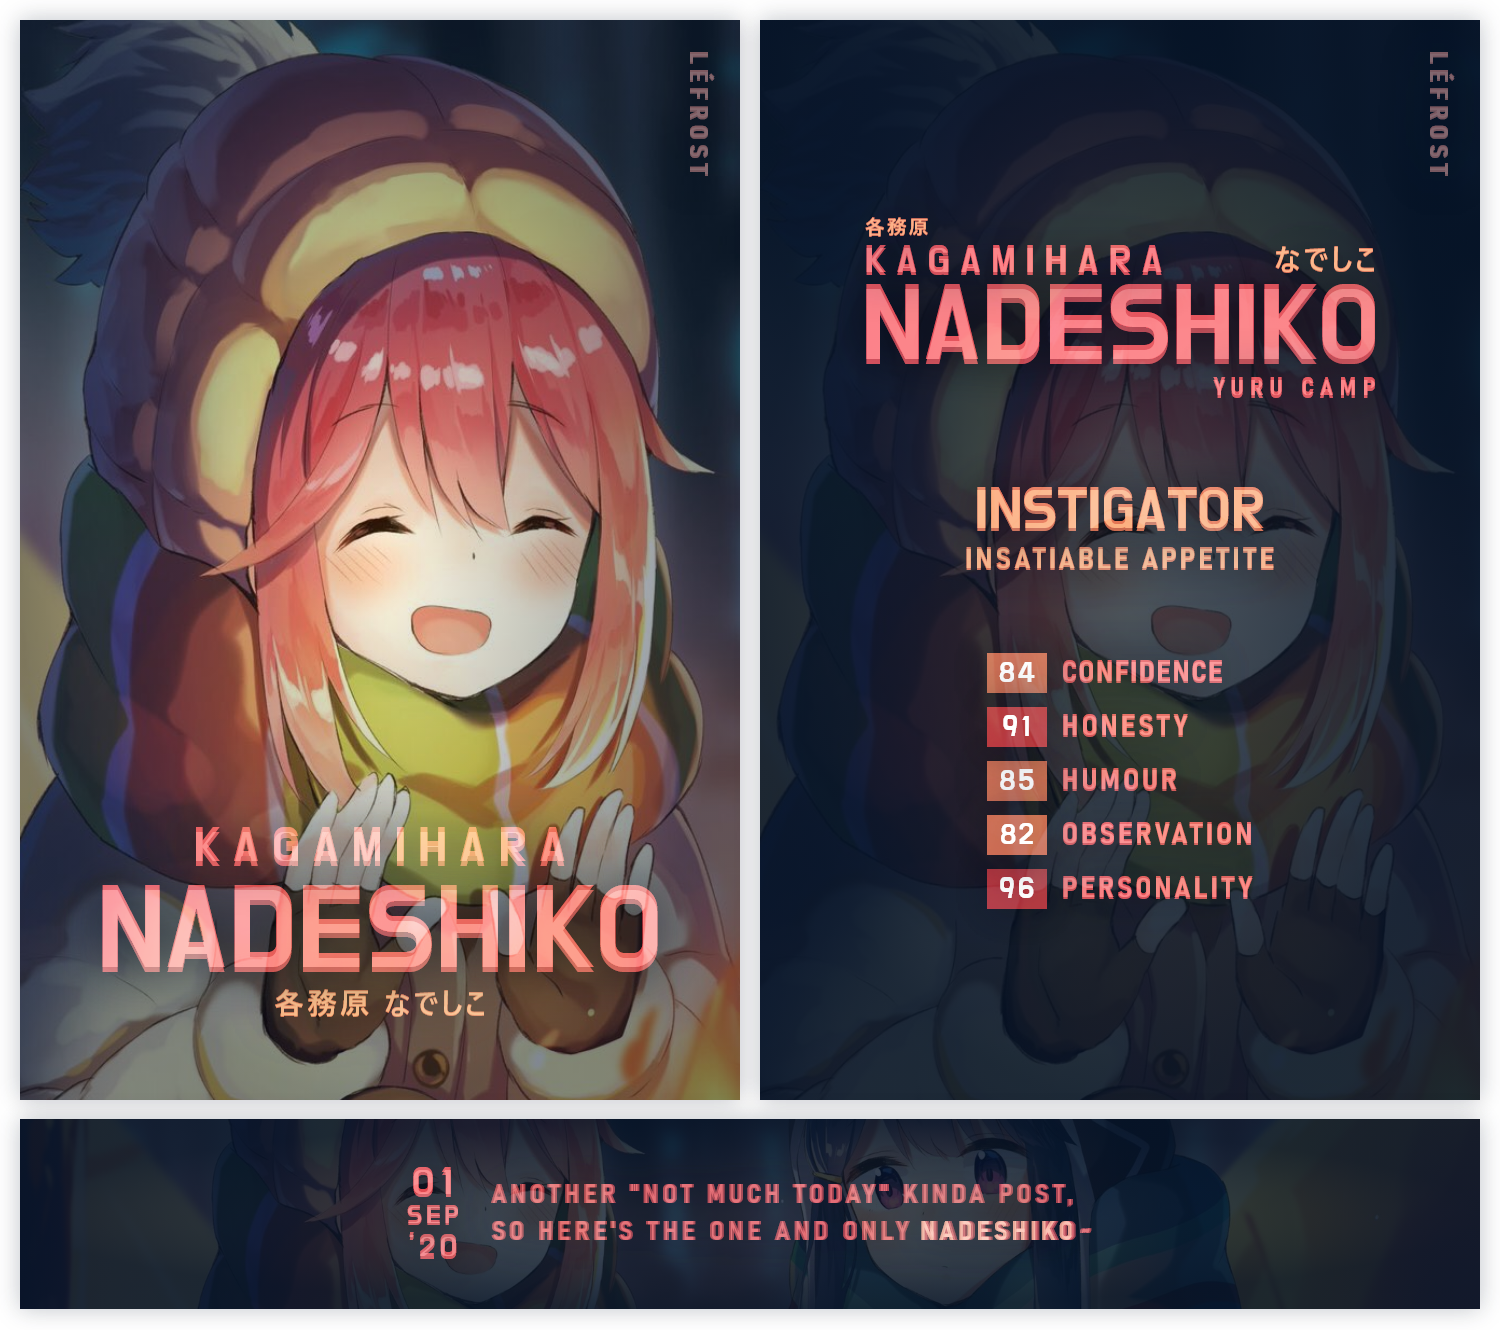 LÉFROST
KAGAMIHARA
NADESHIKO
各務原 なでしこ
LÉFROST
各務原
KAGAMIHARA
なでしこ
NADESHIKO
YURU CAMP
INSTIGATOR
INSATIABLE APPETITE
84 CONFIDENCE
91 HONESTY
85 HUMOUR
82 OBSERVATION
96 PERSONALITY
01
SEP
'20
ANOTHER "NOT MUCH TODAY" KINDA POST,
SO HERE'S THE ONE AND ONLY NADESHIKO~